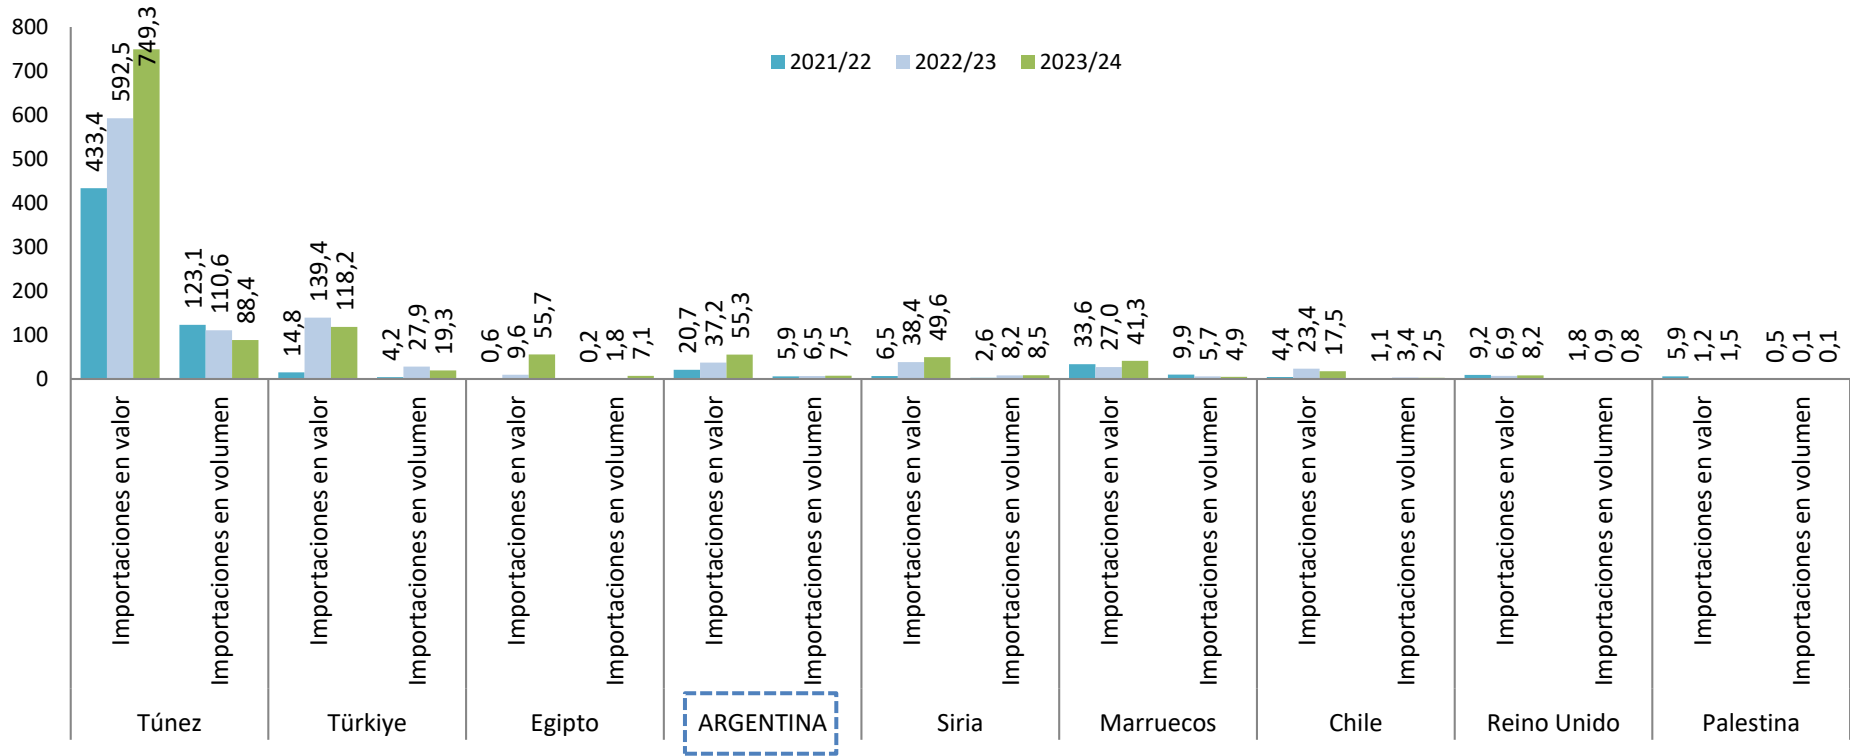 800
700
600
500
400
300
200
100
0
2021/22 2022/23 2023/24
433,4 592,5 749,3
123,1 110,6 88,4
14,8 139,4 118,2
4,2 27,9 19,3
0,6 9,6 55,7
0,2 1,8 7,1
20,7 37,2 55,3
5,9 6,5 7,5
6,5 38,4 49,6
2,6 8,2 8,5
33,6 27,0 41,3
9,9 5,7 4,9
4,4 23,4 17,5
1,1 3,4 2,5
9,2 6,9 8,2
1,8 0,9 0,8
5,9 1,2 1,5
0,5 0,1 0,1
Importaciones en valor
Importaciones en volumen
Importaciones en valor
Importaciones en volumen
Importaciones en valor
Importaciones en volumen
Importaciones en valor
Importaciones en volumen
Importaciones en valor
Importaciones en volumen
Importaciones en valor
Importaciones en volumen
Importaciones en valor
Importaciones en volumen
Importaciones en valor
Importaciones en volumen
Importaciones en valor
Importaciones en volumen
Túnez Türkiye Egipto ARGENTINA Siria Marruecos Chile Reino Unido Palestina